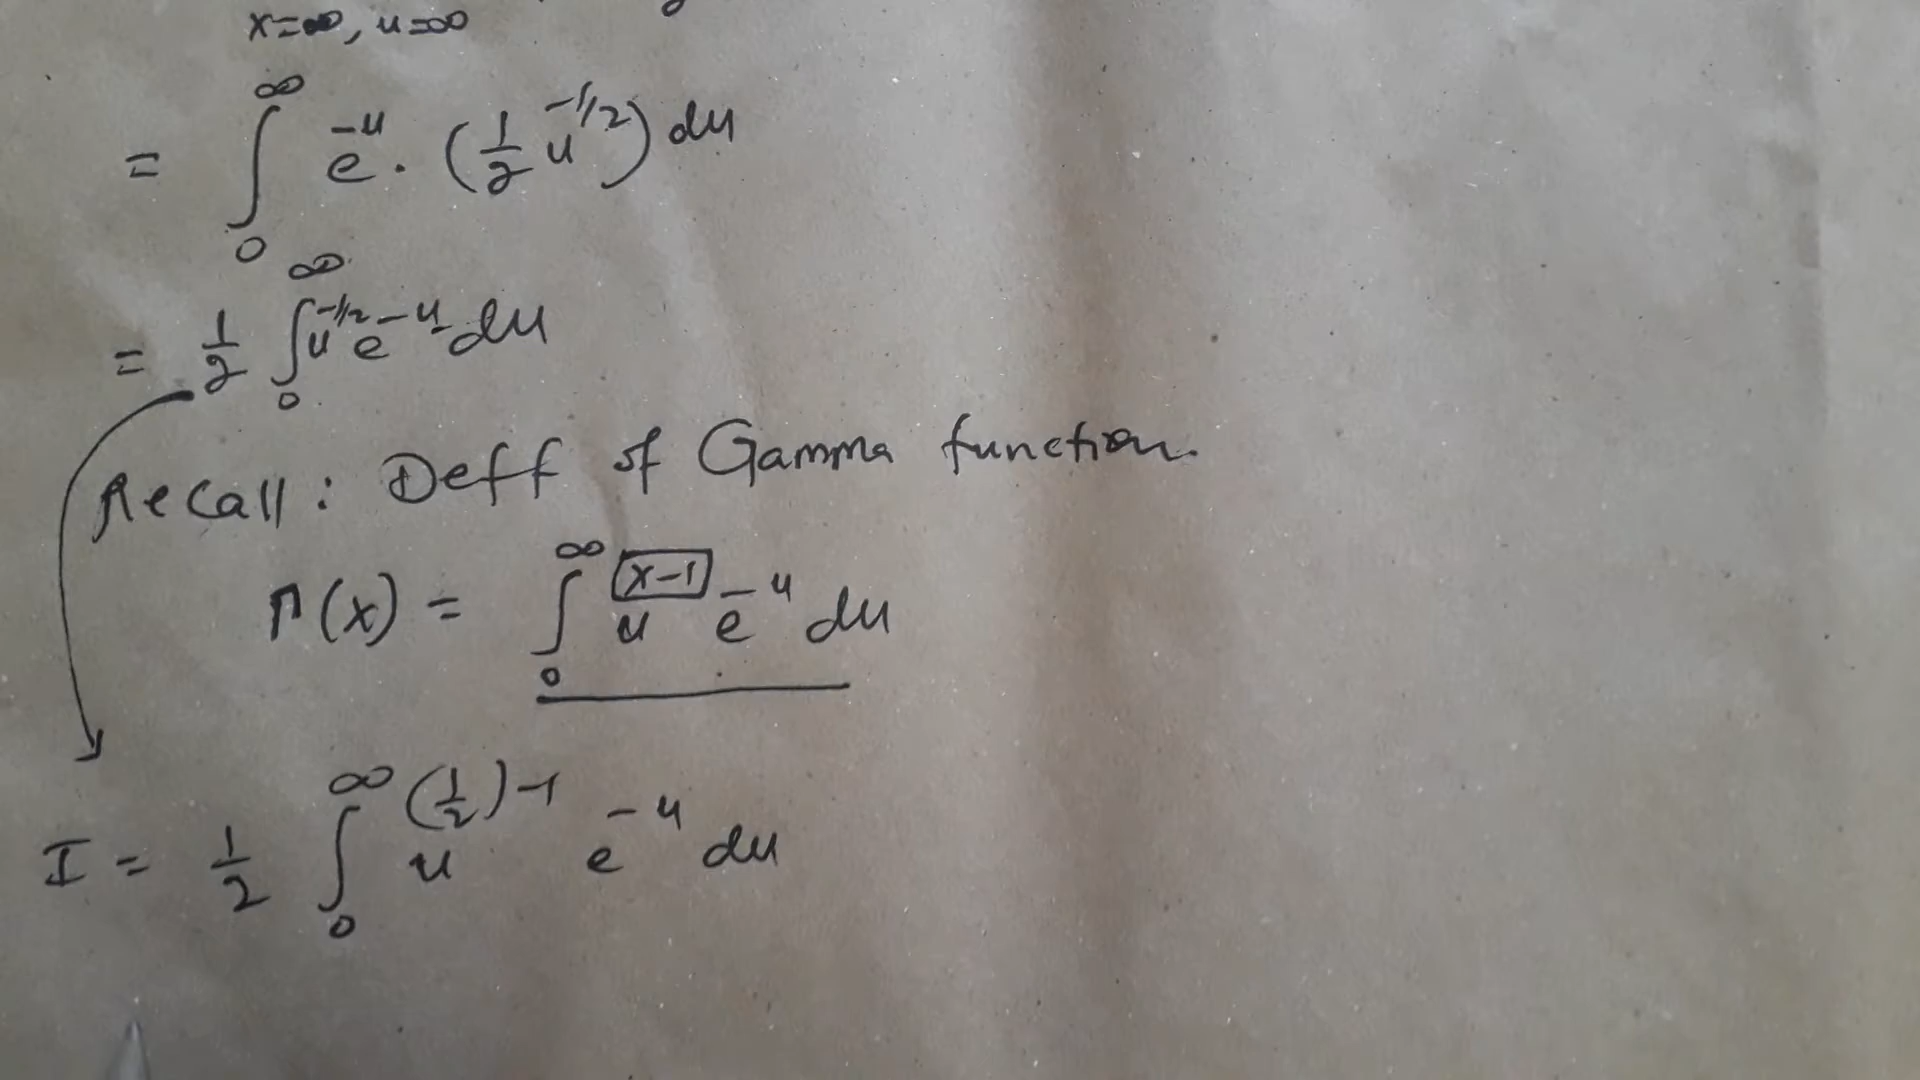 x=∞, u=∞
= ∫₀^∞ e^{-u} . (1/2 u^{-1/2}) du
= 1/2 ∫₀^∞ u^{-1/2} e^{-u} du
Recall: Deff of Gamma function.
Γ(x) = ∫₀^∞ u^{x-1} e^{-u} du
I = 1/2 ∫₀^∞ u^{(1/2)-1} e^{-u} du